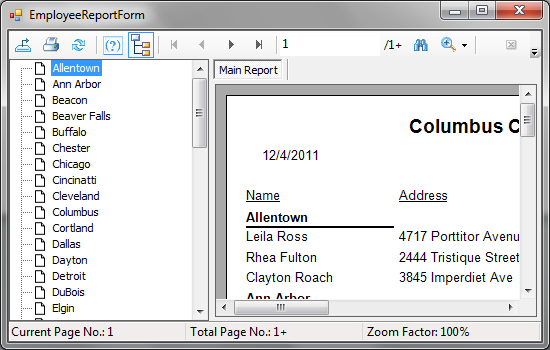 EmployeeReportForm
1
/1+
Allentown
Ann Arbor
Beacon
Beaver Falls
Buffalo
Chester
Chicago
Cincinatti
Cleveland
Columbus
Cortland
Dallas
Dayton
Detroit
DuBois
Elgin
Main Report
Columbus C
12/4/2011
Name Address
Allentown
Leila Ross 4717 Porttitor Avenu
Rhea Fulton 2444 Tristique Street
Clayton Roach 3845 Imperdiet Ave
Ann Arbor
Current Page No.: 1 Total Page No.: 1+ Zoom Factor: 100%